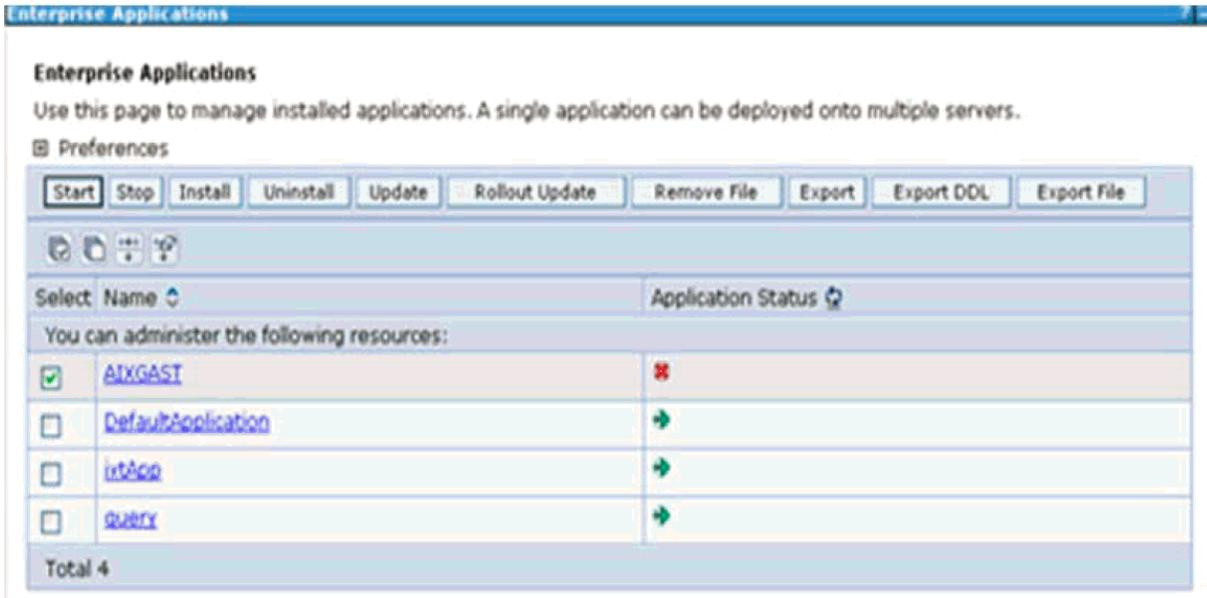 Enterprise Applications
Enterprise Applications
Use this page to manage installed applications. A single application can be deployed onto multiple servers.
Preferences
Start Stop Install Uninstall Update Rollout Update Remove File Export Export DDL Export File
Select Name Application Status
You can administer the following resources:
AIXGAST
DefaultApplication
ivtApp
query
Total 4